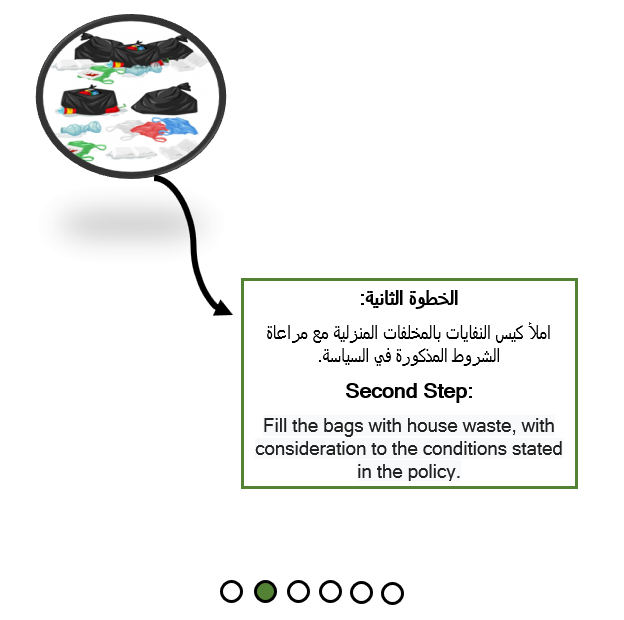 الخطوة الثانية:
املأ كيس النفايات بالمخلفات المنزلية مع مراعاة
الشروط المذكورة في السياسة.
Second Step:
Fill the bags with house waste, with
consideration to the conditions stated
in the policy.